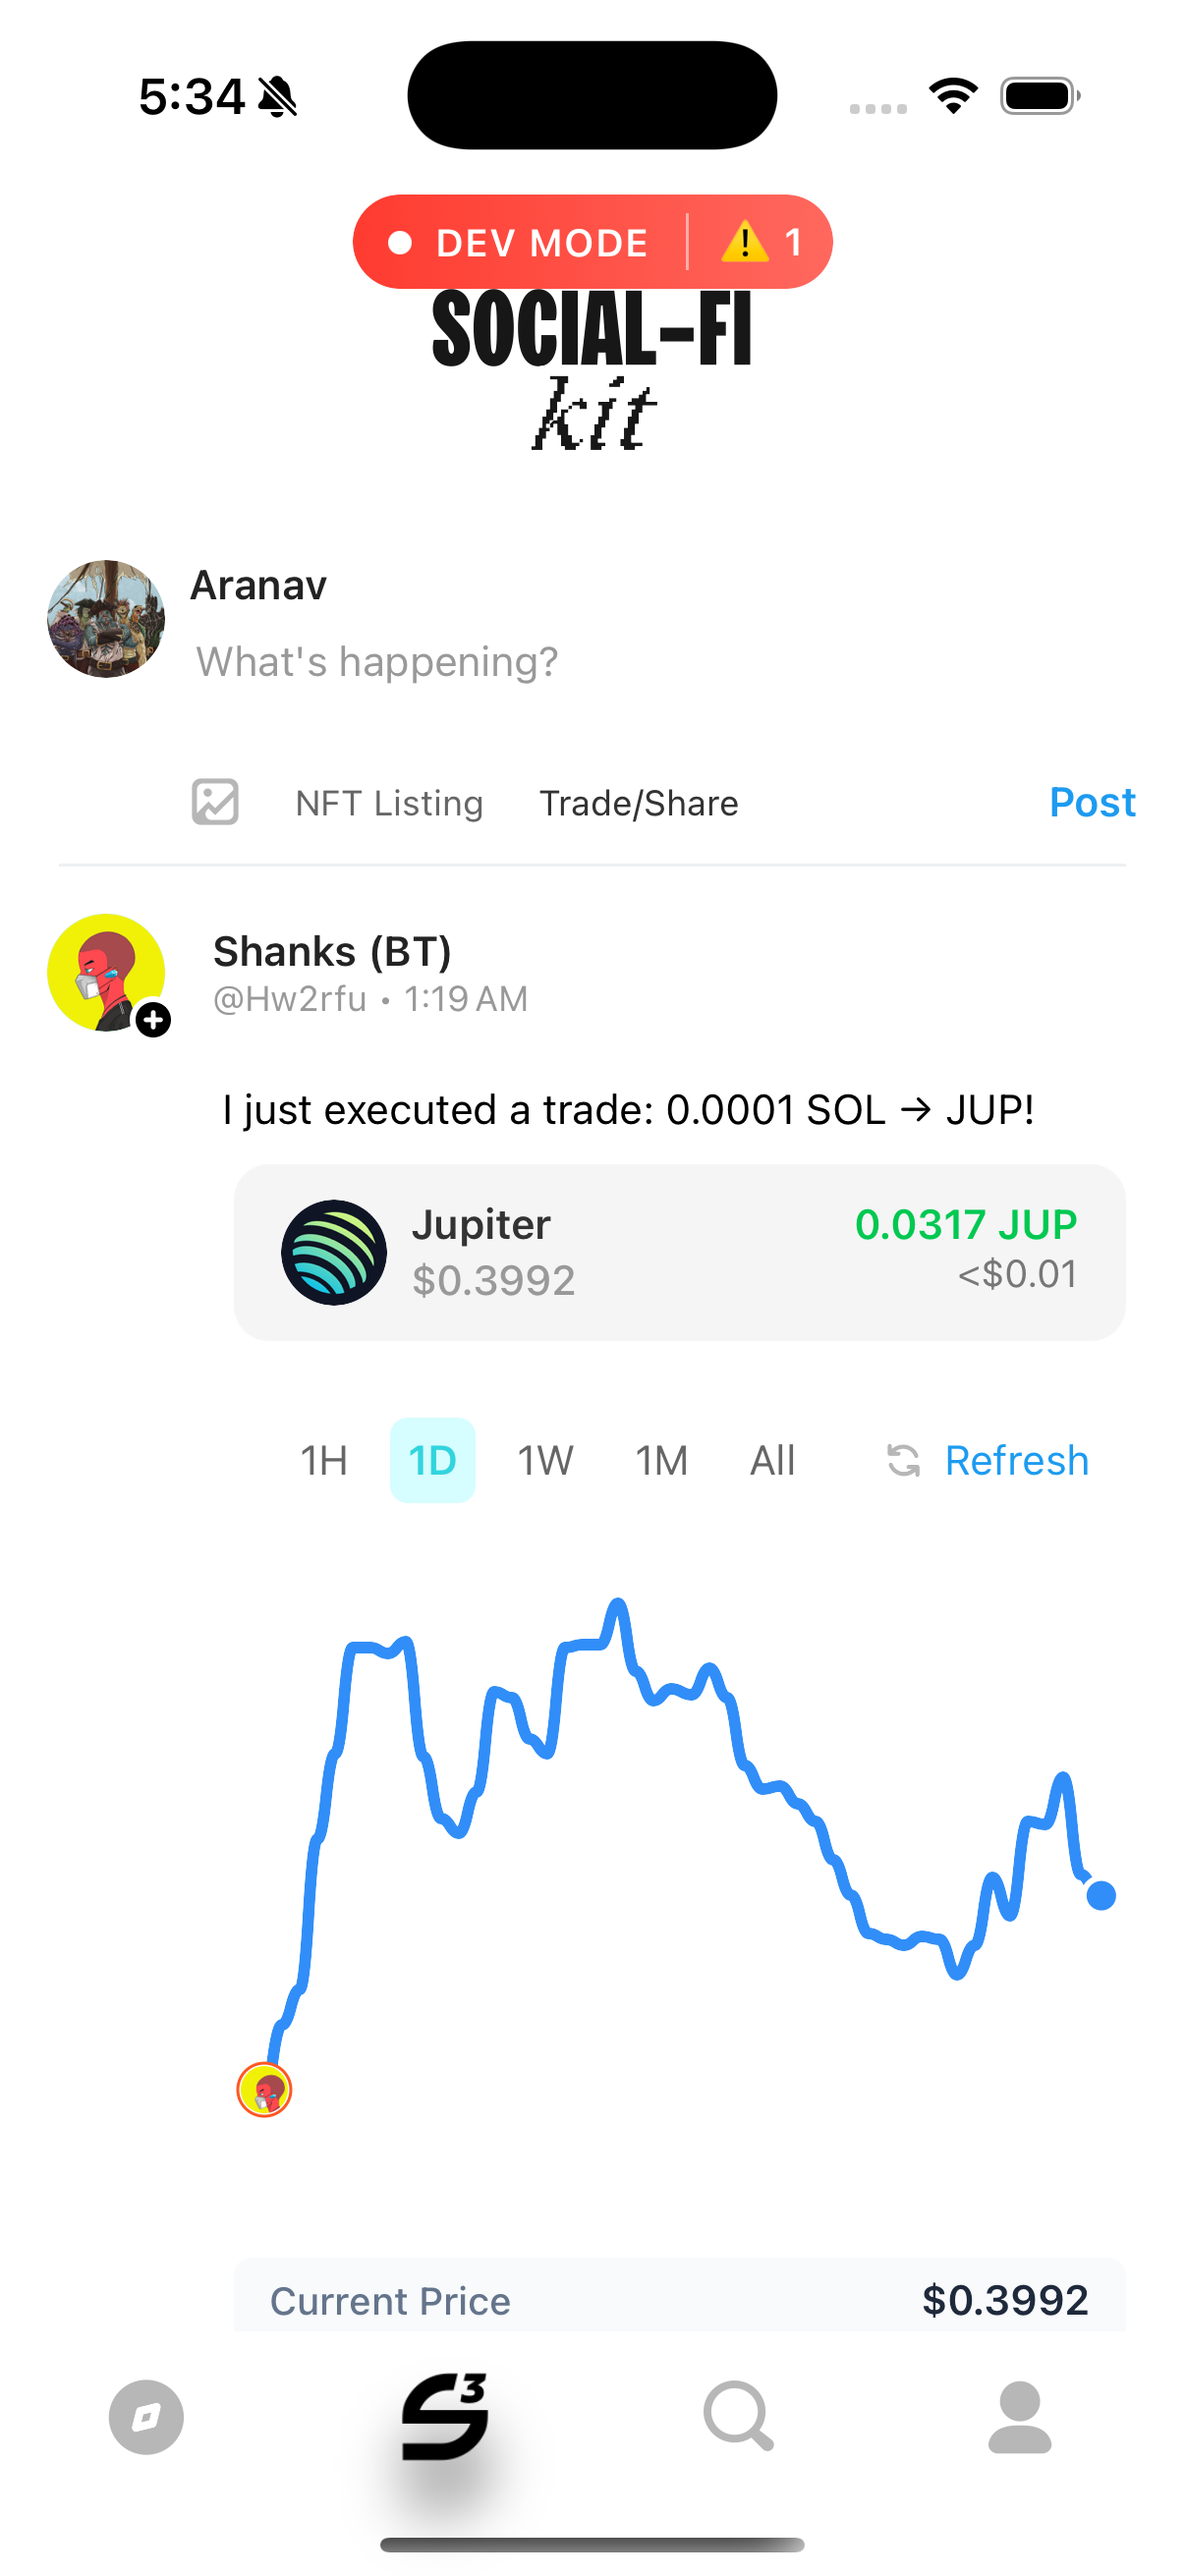 5:34
DEV MODE ⚠️ 1
SOCIAL-FI
kit
Aranav
What's happening?
NFT Listing Trade/Share Post
Shanks (BT)
@Hw2rfu • 1:19 AM
I just executed a trade: 0.0001 SOL → JUP!
Jupiter 0.0317 JUP
$0.3992 <$0.01
1H 1D 1W 1M All Refresh
Current Price $0.3992
S3